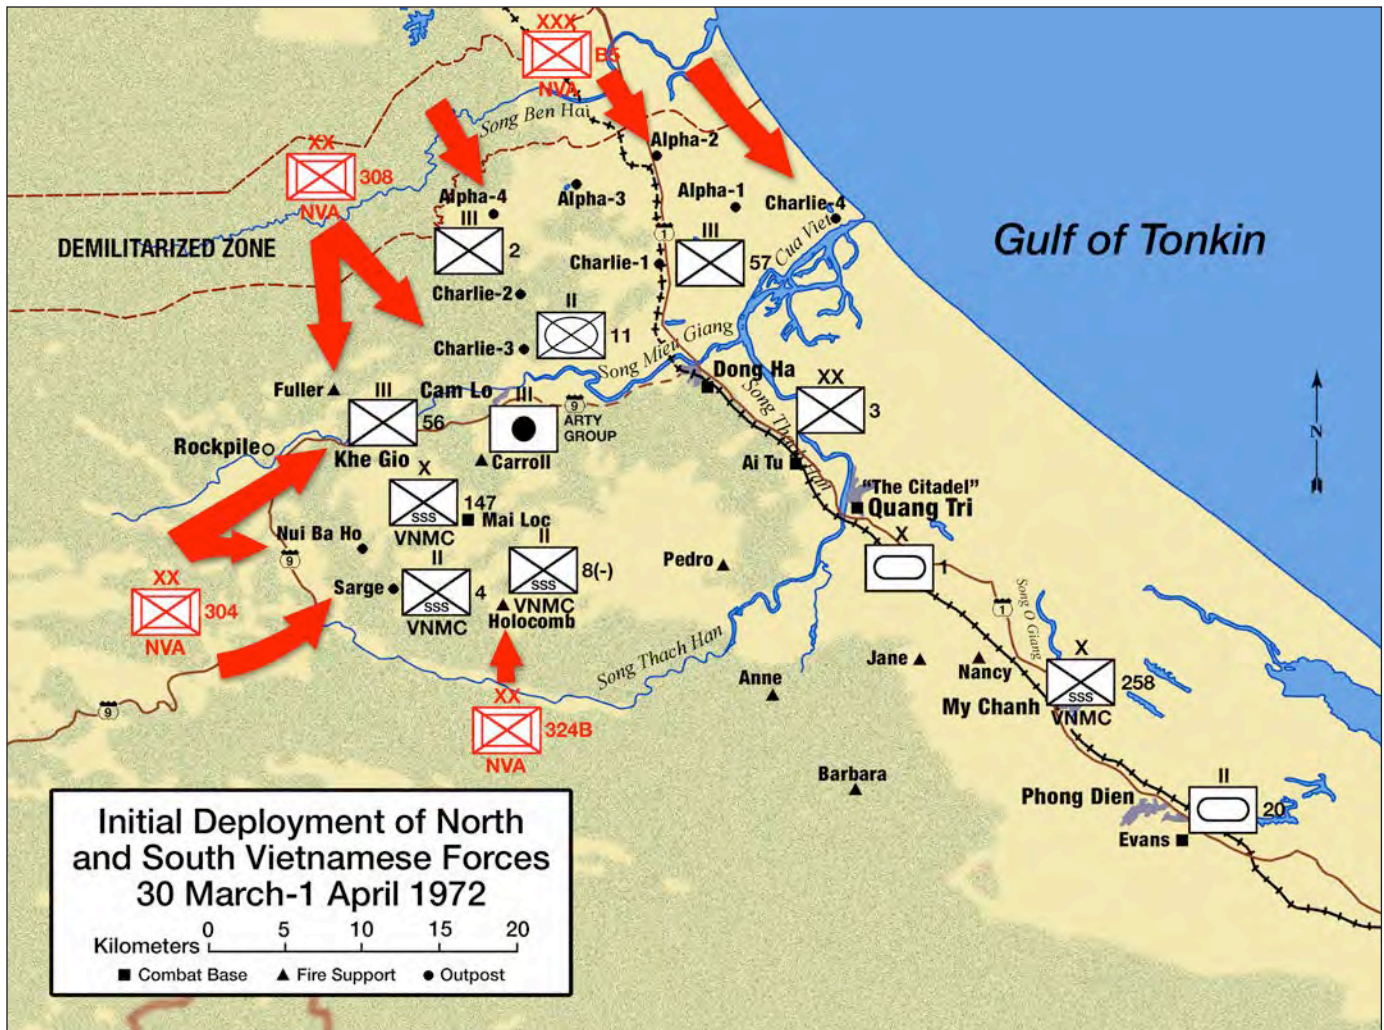 XXX
B5
NVA
Song Ben Hai
XX
308
NVA
Alpha-2
Alpha-4
Alpha-3
Alpha-1
Charlie-4
DEMILITARIZED ZONE
III
2
1
III
57
Cua Viet
Gulf of Tonkin
Charlie-1
Charlie-2
II
11
Charlie-3
Song Mieu Giang
Dong Ha
Fuller
III
56
Cam Lo
III
9
ARTY
GROUP
Song Thach Han
XX
3
Rockpile
Khe Gio
Carroll
Ai Tu
N
X
147
SSS
VNMC
Mai Loc
"The Citadel"
Quang Tri
Nui Ba Ho
9
II
8(-)
SSS
VNMC
Pedro
X
1
XX
304
NVA
Sarge
II
4
SSS
VNMC
Holocomb
1
Song O Giang
Song Thach Han
Jane
Nancy
X
258
SSS
VNMC
My Chanh
Anne
9
XX
324B
NVA
Barbara
Phong Dien
II
20
Evans
Initial Deployment of North
and South Vietnamese Forces
30 March-1 April 1972
0 5 10 15 20
Kilometers
Combat Base Fire Support Outpost